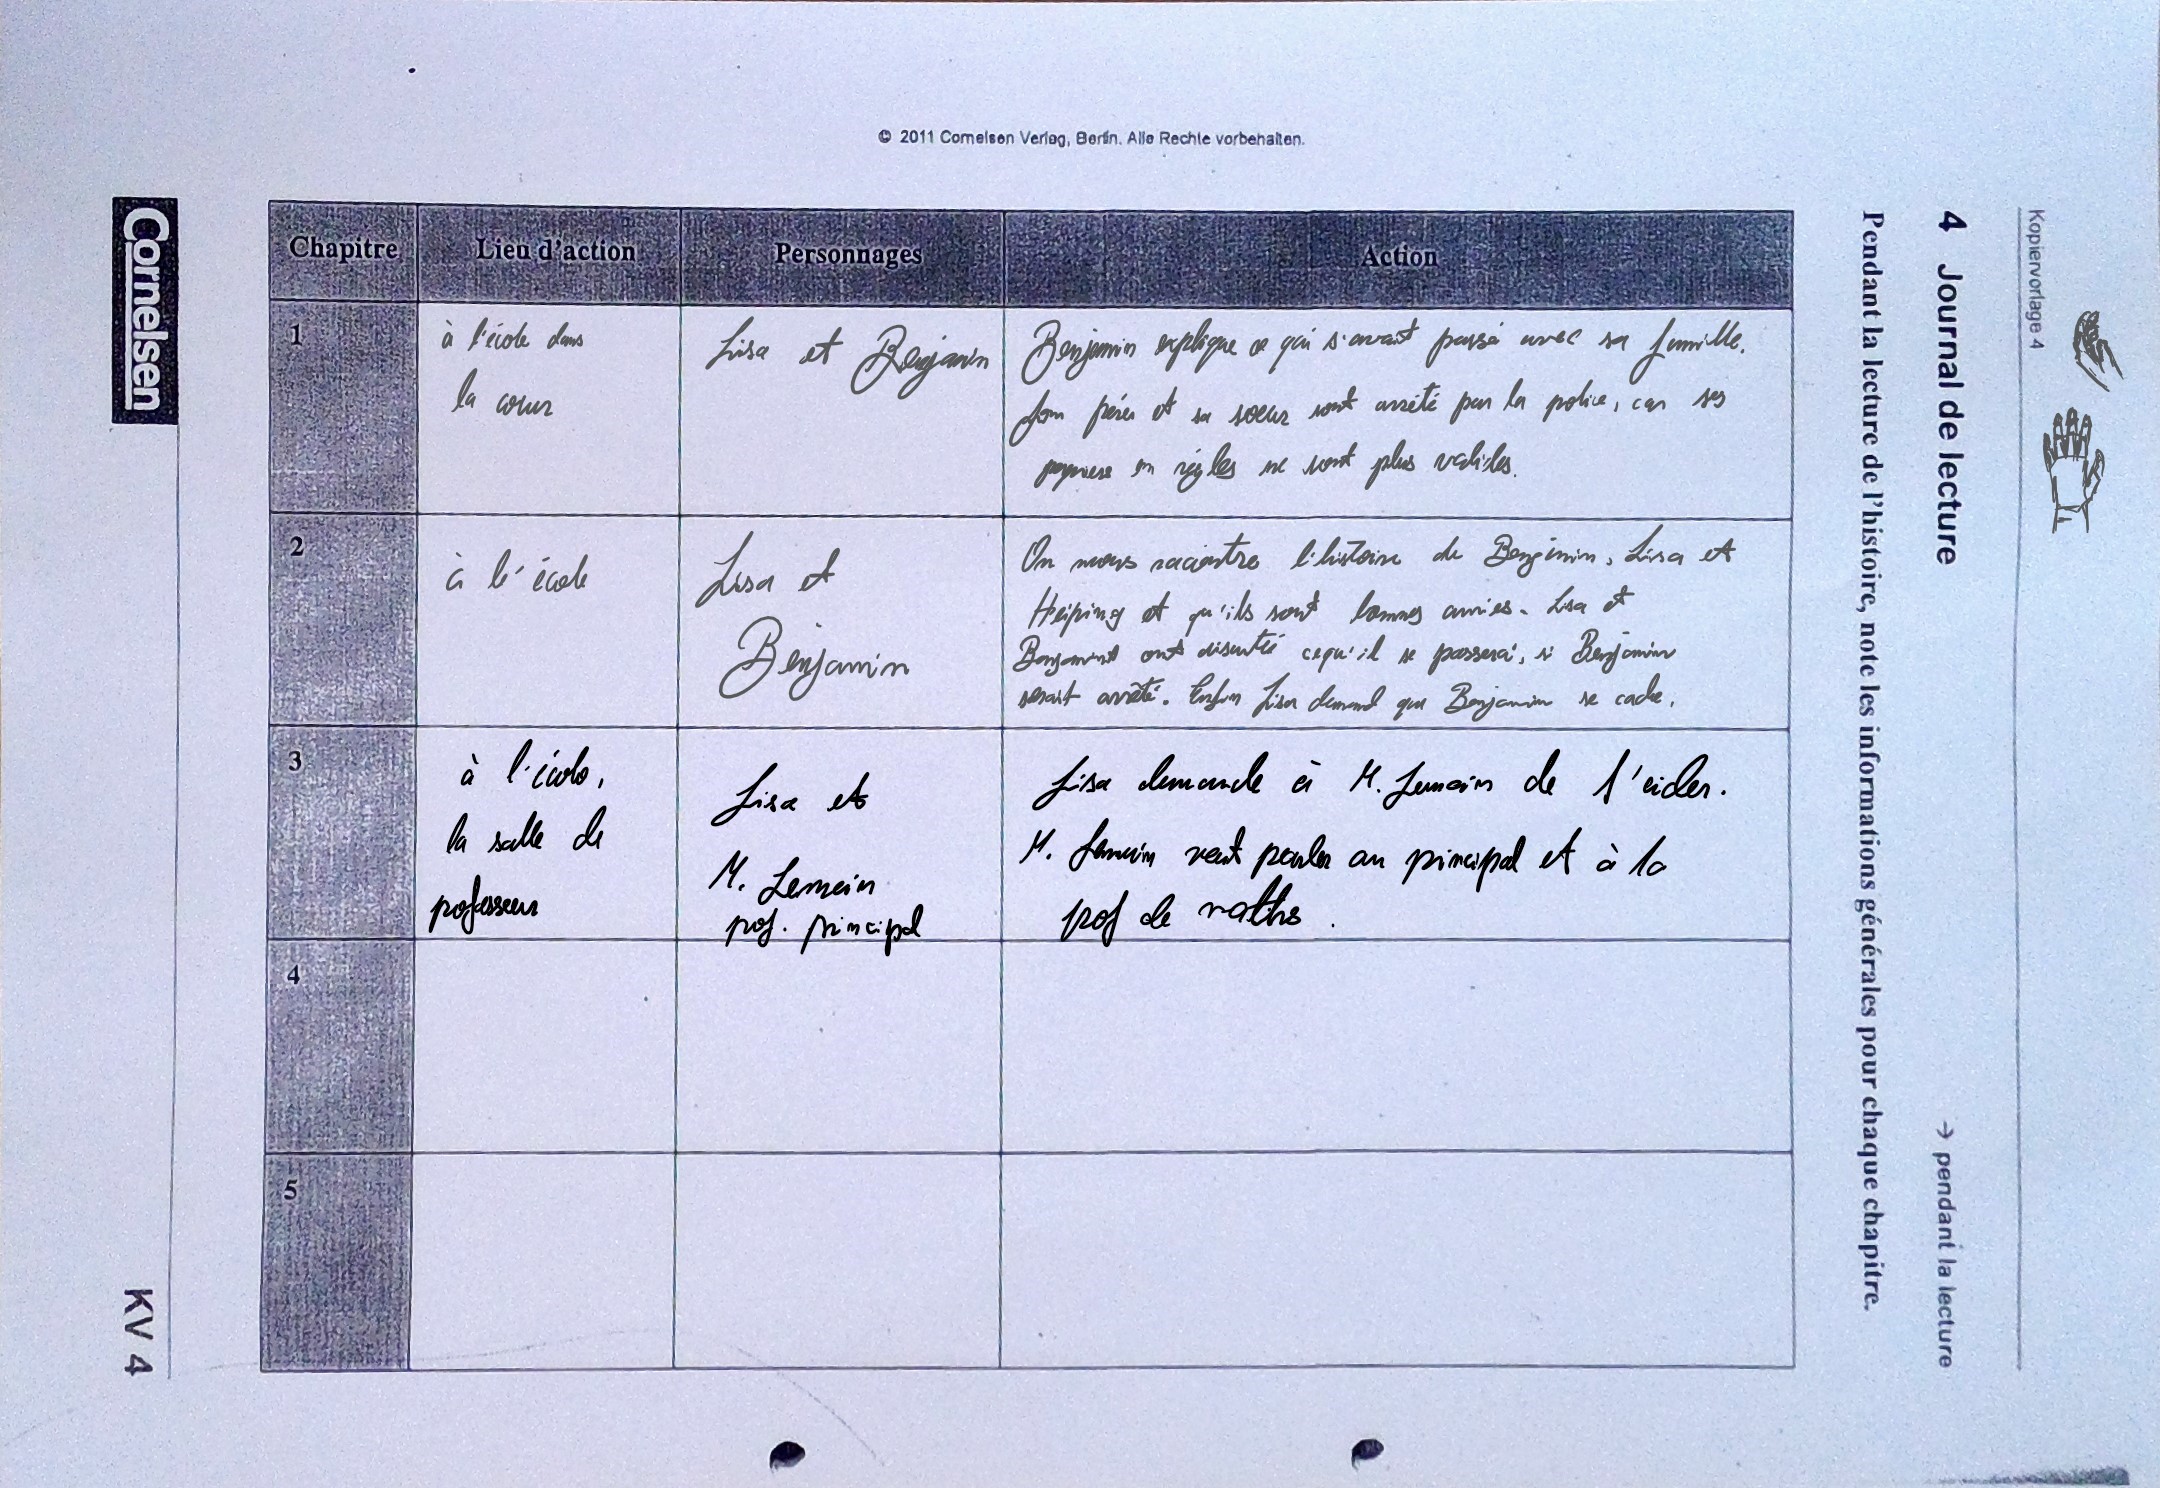 Kopiervorlage 4
4 Journal de lecture
→ pendant la lecture
Pendant la lecture de l'histoire, note les informations générales pour chaque chapitre.
Chapitre
Lieu d'action
Personnages
Action
1
à l'école dans
la cour
Lisa et Benjamin
Benjamin explique ce qui s'avait passé avec sa famille.
Son père et sa soeur sont arrêté par la police, car ses
en règles ne sont plus valides.
2
à l'école
Lisa et
Benjamin
On nous racontre l'histoire de Benjamin, Lisa et
Heiping et qu'ils sont bonnes amies. Lisa et
Benjamin ont discutté cequ'il se passerai, si Benjamin
serait arrêté. Enfin Lisa demand que Benjamin se cache.
3
à l'école,
la salle de
professeur
Lisa et
M. Lemain
prof. principal
Lisa demande à M. Lemain de l'aider.
M. Lemain veut parler au principal et à la
prof de maths.
4
5
© 2011 Cornelsen Verlag, Berlin. Alle Rechte vorbehalten.
Cornelsen
KV 4